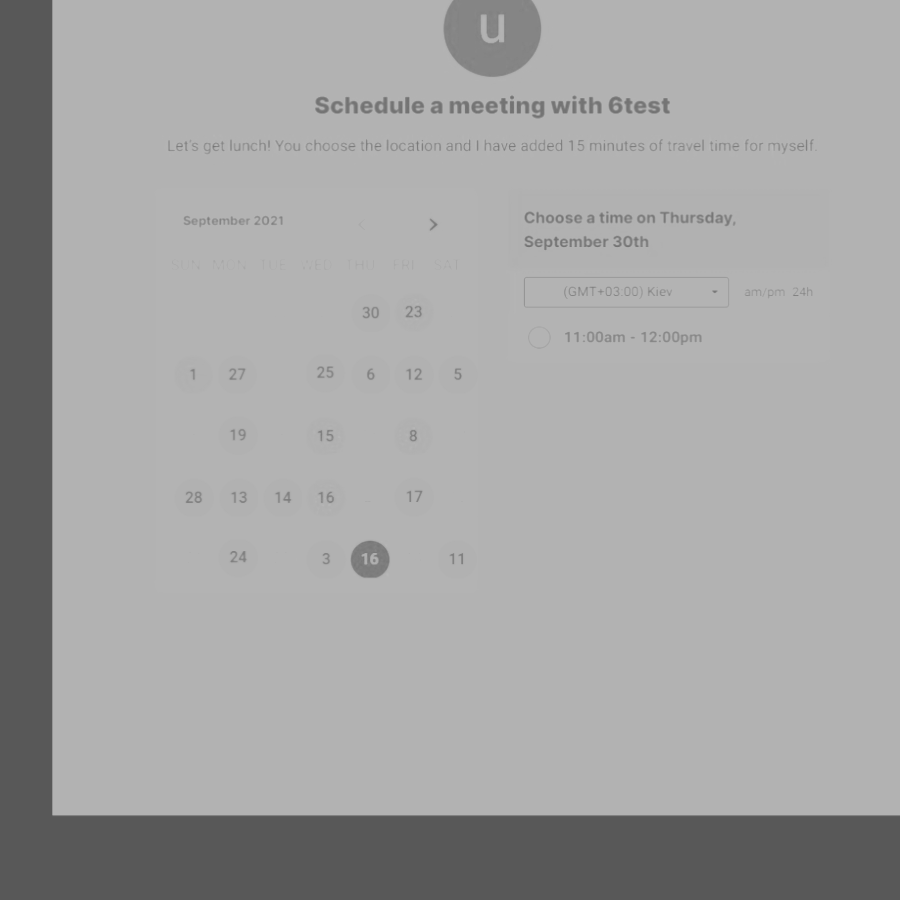 u
Schedule a meeting with 6test
Let's get lunch! You choose the location and I have added 15 minutes of travel time for myself.
September 2021
SUN MON TUE WED THU FRI SAT
30 23
1 27 25 6 12 5
19 15 8
28 13 14 16 17
24 3 16 11
Choose a time on Thursday,
September 30th
(GMT+03:00) Kiev am/pm 24h
11:00am - 12:00pm